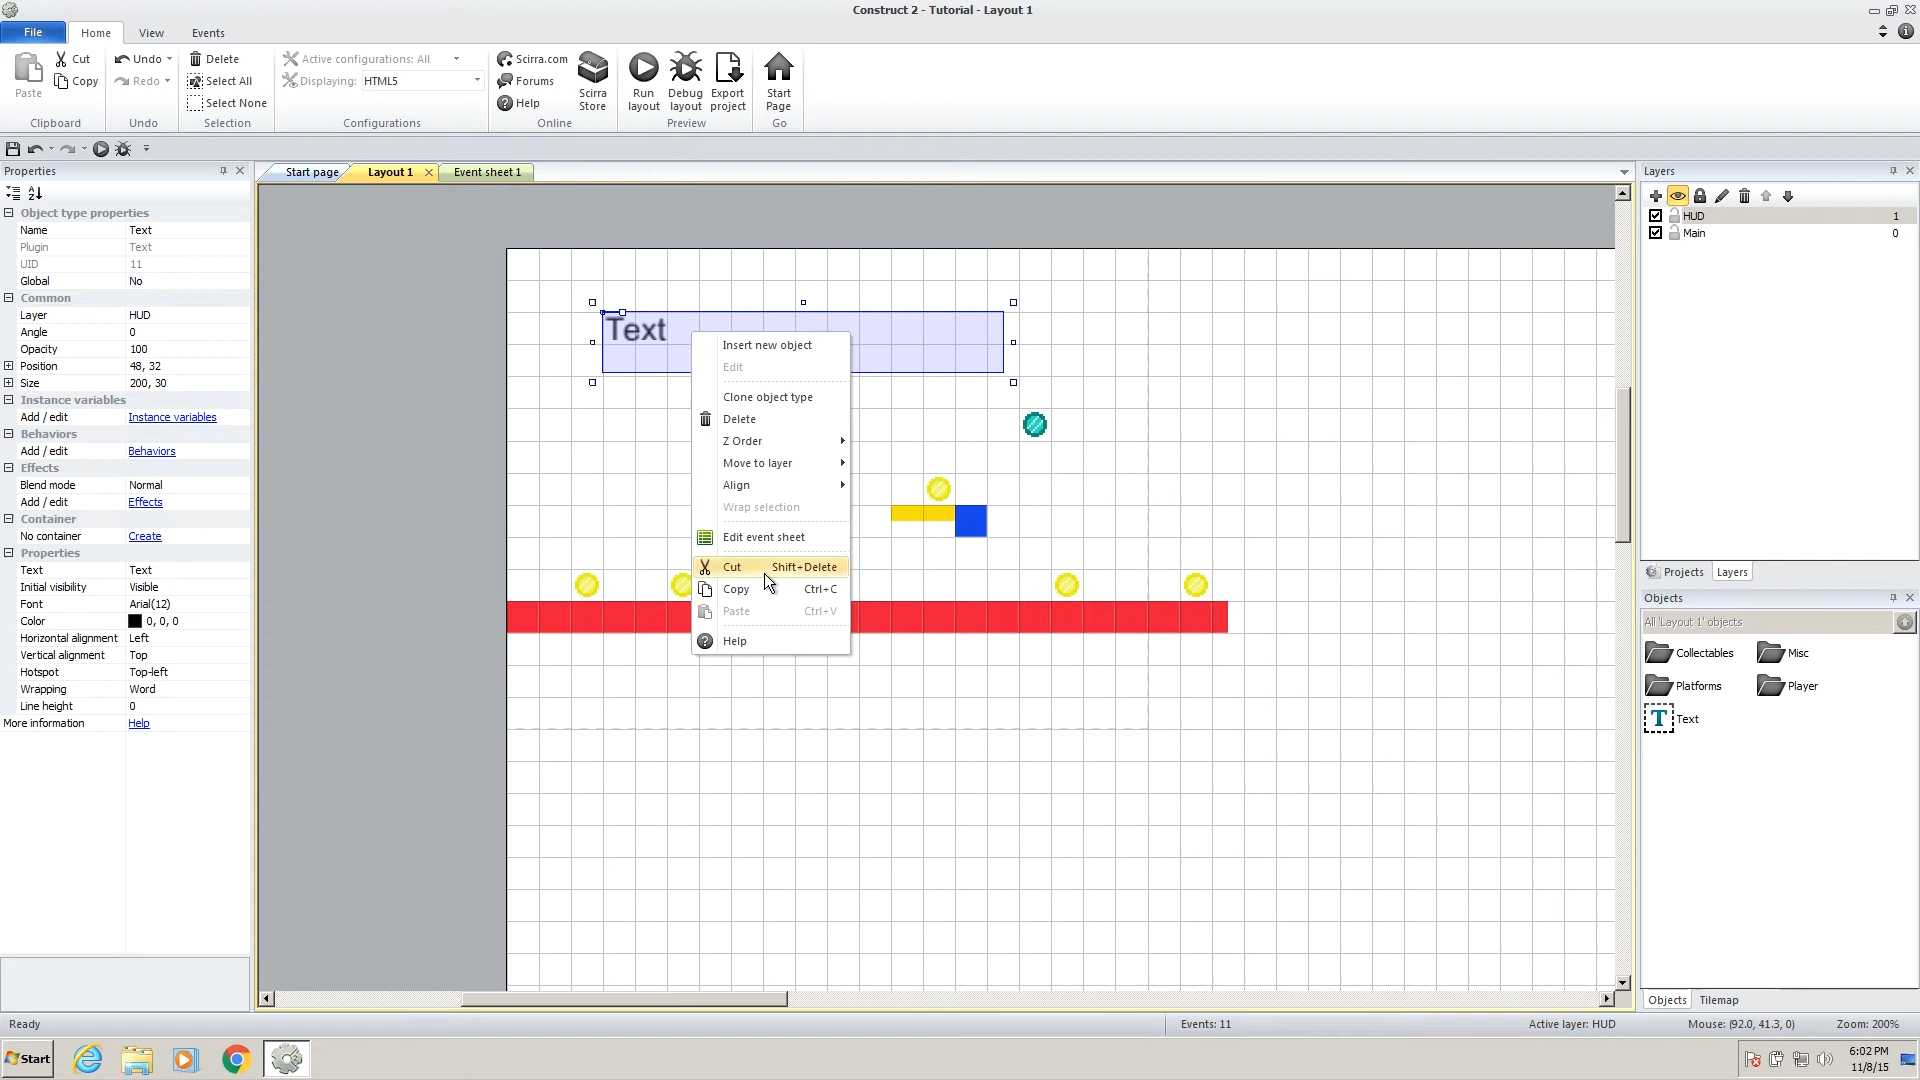 Construct 2 - Tutorial - Layout 1
File
Home
View
Events
Paste
Cut
Copy
Clipboard
Undo
Redo
Undo
Delete
Select All
Select None
Selection
Active configurations: All
Displaying: HTML5
Configurations
Scirra.com
Forums
Help
Scirra Store
Online
Run layout
Debug layout
Export project
Preview
Start Page
Go
Properties
Object type properties
Name Text
Plugin Text
UID 11
Global No
Common
Layer HUD
Angle 0
Opacity 100
Position 48, 32
Size 200, 30
Instance variables
Add / edit Instance variables
Behaviors
Add / edit Behaviors
Effects
Blend mode Normal
Add / edit Effects
Container
No container Create
Properties
Text Text
Initial visibility Visible
Font Arial(12)
Color 0, 0, 0
Horizontal alignment Left
Vertical alignment Top
Hotspot Top-left
Wrapping Word
Line height 0
More information Help
Start page
Layout 1
Event sheet 1
Text
Insert new object
Edit
Clone object type
Delete
Z Order
Move to layer
Align
Wrap selection
Edit event sheet
Cut Shift+Delete
Copy Ctrl+C
Paste Ctrl+V
Help
Layers
HUD 1
Main 0
Projects
Layers
Objects
All 'Layout 1' objects
Collectables
Misc
Platforms
Player
T Text
Objects
Tilemap
Ready
Events: 11
Active layer: HUD
Mouse: (92.0, 41.3, 0)
Zoom: 200%
Start
6:02 PM
11/8/15